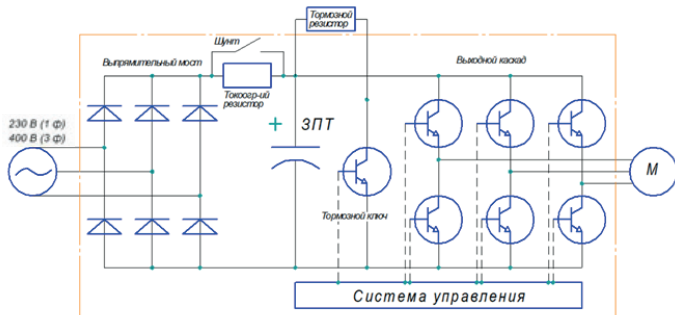 Тормозной
резистор
Шунт
Выпрямительный мост
Выходной каскад
Токоогр-ий
резистор
230 В (1 ф)
400 В (3 ф)
+
ЗПТ
М
Тормозной ключ
Система управления